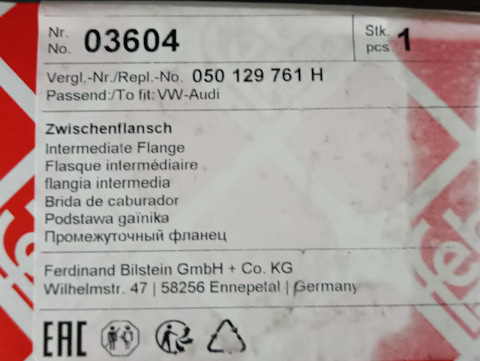 Nr. No. 03604 Stk. pcs 1
Vergl.-Nr./Repl.-No. 050 129 761 H
Passend:/To fit:VW-Audi
Zwischenflansch
Intermediate Flange
Flasque intermédiaire
flangia intermedia
Brida de caburador
Podstawa gaïnika
Промежуточный фланец
Ferdinand Bilstein GmbH + Co. KG
Wilhelmstr. 47 | 58256 Ennepetal | Germany
EAC